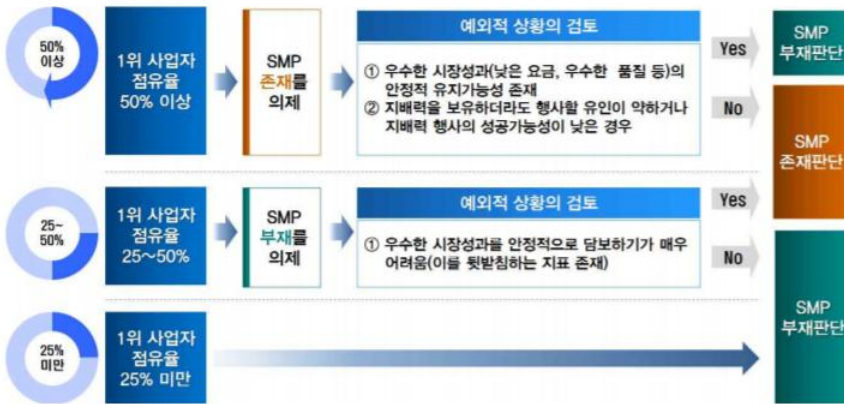 50%
이상
1위 사업자
점유율
50% 이상
SMP
존재를
의제
예외적 상황의 검토
① 우수한 시장성과(낮은 요금, 우수한 품질 등)의
안정적 유지가능성 존재
② 지배력을 보유하더라도 행사할 유인이 약하거나
지배력 행사의 성공가능성이 낮은 경우
Yes
No
SMP
부재판단
SMP
존재판단
25~
50%
1위 사업자
점유율
25~50%
SMP
부재를
의제
예외적 상황의 검토
① 우수한 시장성과를 안정적으로 담보하기가 매우
어려움(이를 뒷받침하는 지표 존재)
Yes
No
SMP
부재판단
25%
미만
1위 사업자
점유율
25% 미만